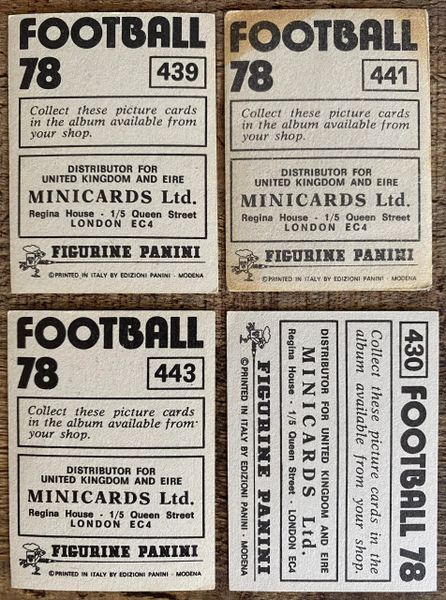 FOOTBALL
78 439
Collect these picture cards
in the album available from
your shop.
DISTRIBUTOR FOR
UNITED KINGDOM AND EIRE
MINICARDS Ltd.
Regina House · 1/5 Queen Street
LONDON EC4
FIGURINE PANINI
©PRINTED IN ITALY BY EDIZIONI PANINI - MODENA
FOOTBALL
78 441
Collect these picture cards
in the album available from
your shop.
DISTRIBUTOR FOR
UNITED KINGDOM AND EIRE
MINICARDS Ltd.
Regina House · 1/5 Queen Street
LONDON EC4
FIGURINE PANINI
©PRINTED IN ITALY BY EDIZIONI PANINI - MODENA
FOOTBALL
78 443
Collect these picture cards
in the album available from
your shop.
DISTRIBUTOR FOR
UNITED KINGDOM AND EIRE
MINICARDS Ltd.
Regina House · 1/5 Queen Street
LONDON EC4
FIGURINE PANINI
©PRINTED IN ITALY BY EDIZIONI PANINI - MODENA
430 FOOTBALL 78
Collect these picture cards in the
album available from your shop.
DISTRIBUTOR FOR UNITED KINGDOM AND EIRE
MINICARDS Ltd.
Regina House · 1/5 Queen Street · LONDON EC4
FIGURINE PANINI
©PRINTED IN ITALY BY EDIZIONI PANINI - MODENA